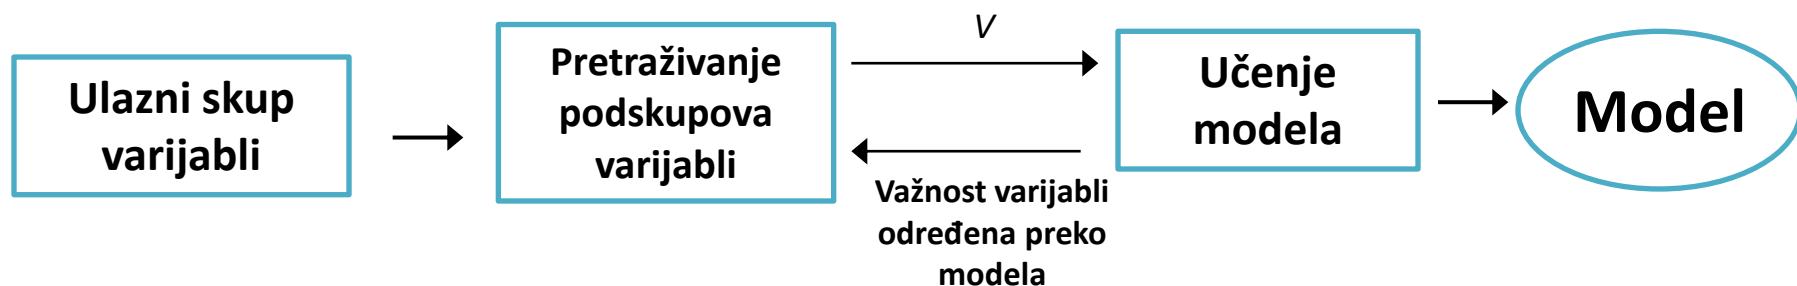 Ulazni skup
varijabli
Pretraživanje
podskupova
varijabli
V
Važnost varijabli
određena preko
modela
Učenje
modela
Model